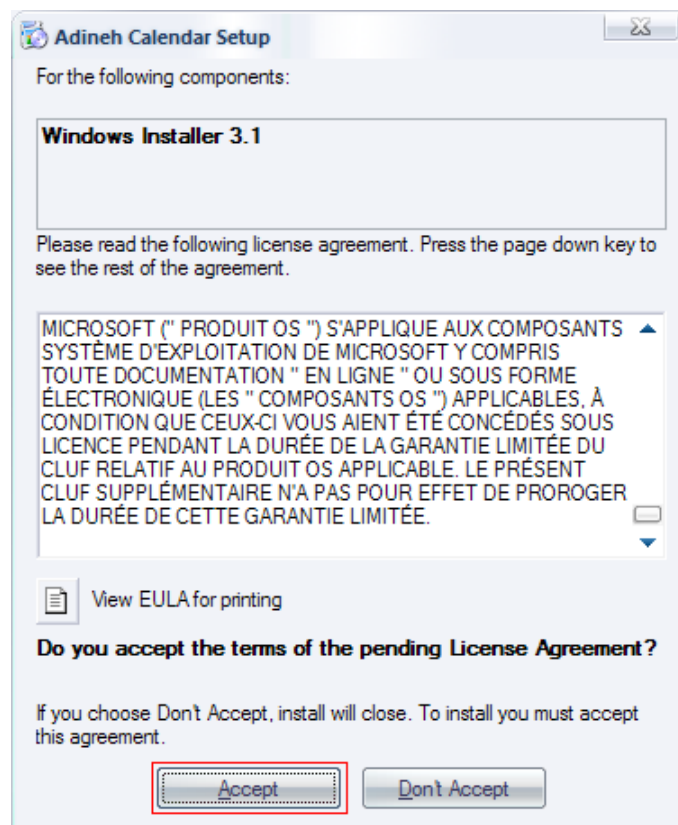 Adineh Calendar Setup
For the following components:
Windows Installer 3.1
Please read the following license agreement. Press the page down key to
see the rest of the agreement.
MICROSOFT (" PRODUIT OS ") S'APPLIQUE AUX COMPOSANTS
SYSTÈME D'EXPLOITATION DE MICROSOFT Y COMPRIS
TOUTE DOCUMENTATION " EN LIGNE " OU SOUS FORME
ÉLECTRONIQUE (LES " COMPOSANTS OS ") APPLICABLES, À
CONDITION QUE CEUX-CI VOUS AIENT ÉTÉ CONCÉDÉS SOUS
LICENCE PENDANT LA DURÉE DE LA GARANTIE LIMITÉE DU
CLUF RELATIF AU PRODUIT OS APPLICABLE. LE PRÉSENT
CLUF SUPPLÉMENTAIRE N'A PAS POUR EFFET DE PROROGER
LA DURÉE DE CETTE GARANTIE LIMITÉE.
View EULA for printing
Do you accept the terms of the pending License Agreement?
If you choose Don't Accept, install will close. To install you must accept
this agreement.
Accept
Don't Accept